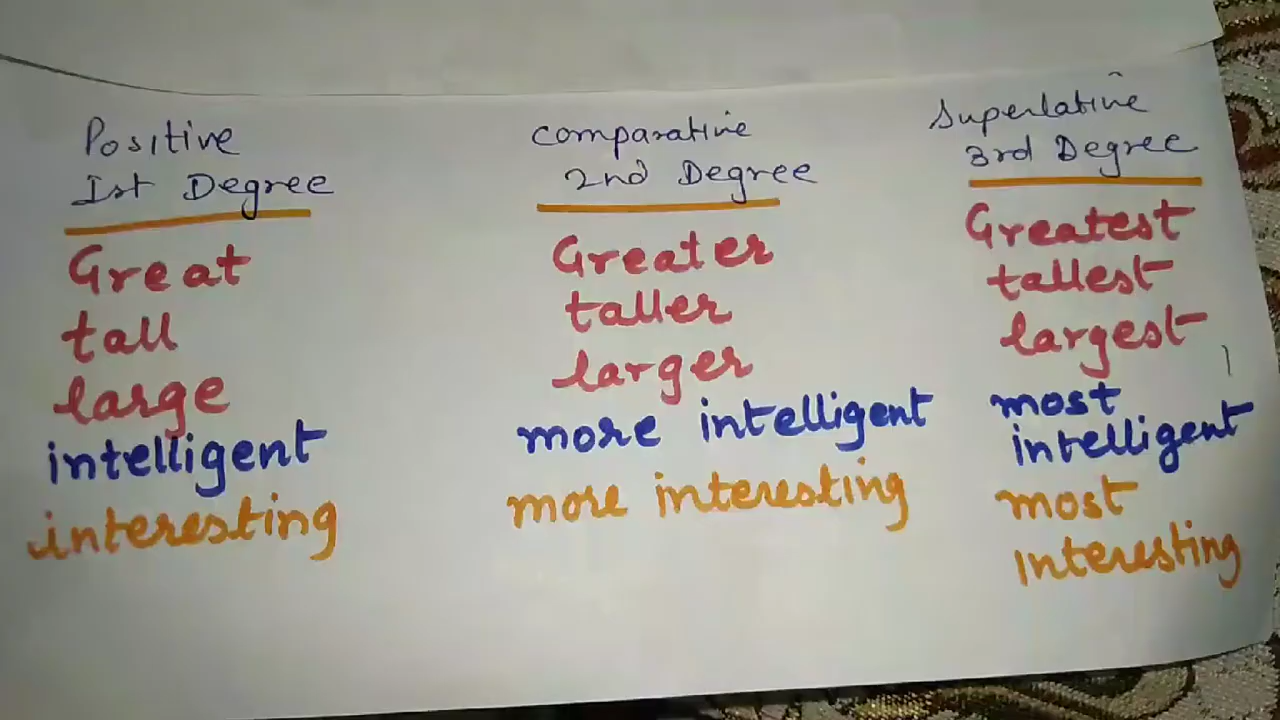 Positive
Ist Degree
Great
tall
large
intelligent
interesting
Comparative
2nd Degree
Greater
taller
larger
more intelligent
more interesting
Superlative
3rd Degree
Greatest
tallest
largest
most
intelligent
most
interesting